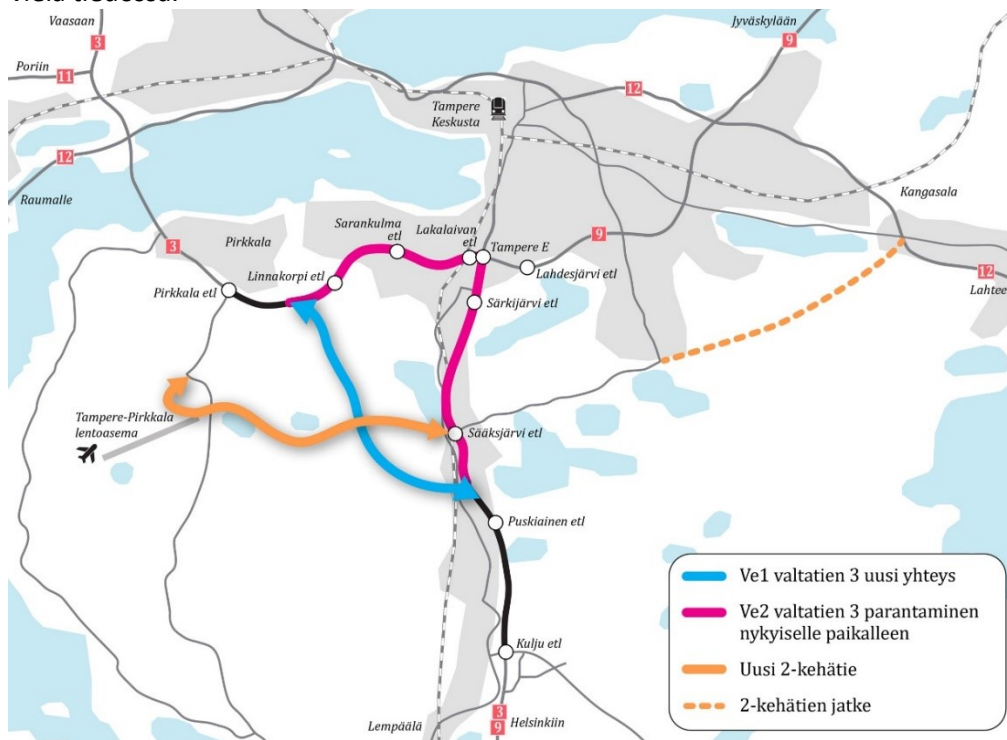 Vaasaan
3
Poriin
11
Jyväskylään
9
12
Tampere
Keskusta
12
Raumalle
Kangasala
Pirkkala
Sarankulma
etl
Lakalaivan
etl
Tampere E
9
3
Linnakorpi etl
Lahdesjärvi etl
12
Pirkkala etl
Lahteen
Särkijärvi etl
Tampere-Pirkkala
lentoasema
Sääksjärvi etl
Puskiainen etl
Ve1 valtatien 3 uusi yhteys
Ve2 valtatien 3 parantaminen
nykyiselle paikalleen
Uusi 2-kehätie
2-kehätien jatke
Kulju etl
3
9
Helsinkiin
Lempäälä